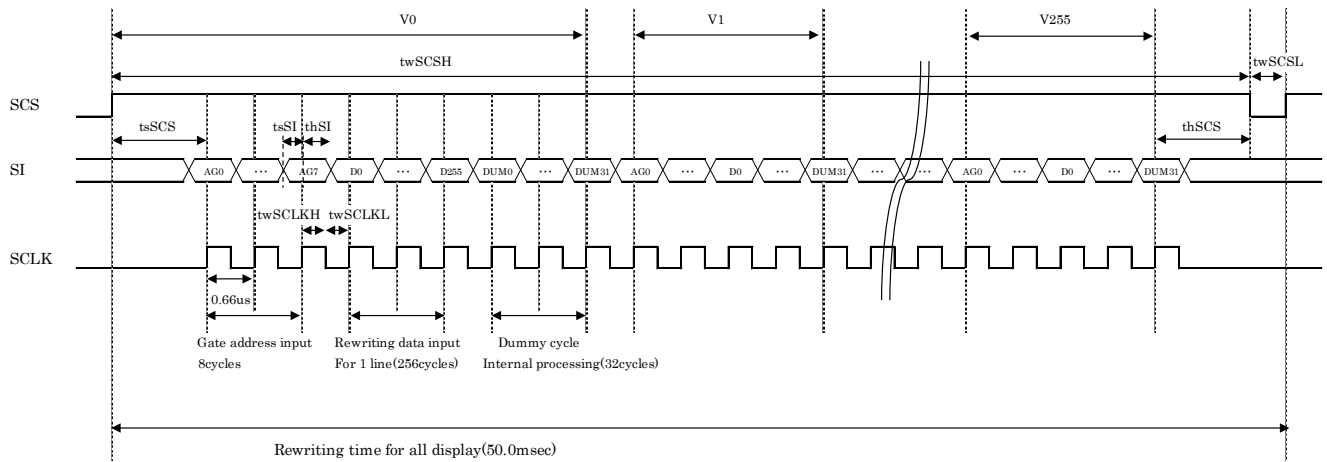 V0 V1 V255
twSCSH twSCSL
SCS
tsSCS tsSI thSI thSCS
SI AG0 ··· AG7 D0 ··· D255 DUM0 ··· DUM31 AG0 ··· D0 ··· DUM31 ··· ··· AG0 ··· D0 ··· DUM31
twSCLKH twSCLKL
SCLK
0.66us
Gate address input Rewriting data input Dummy cycle
8cycles For 1 line(256cycles) Internal processing(32cycles)
Rewriting time for all display(50.0msec)